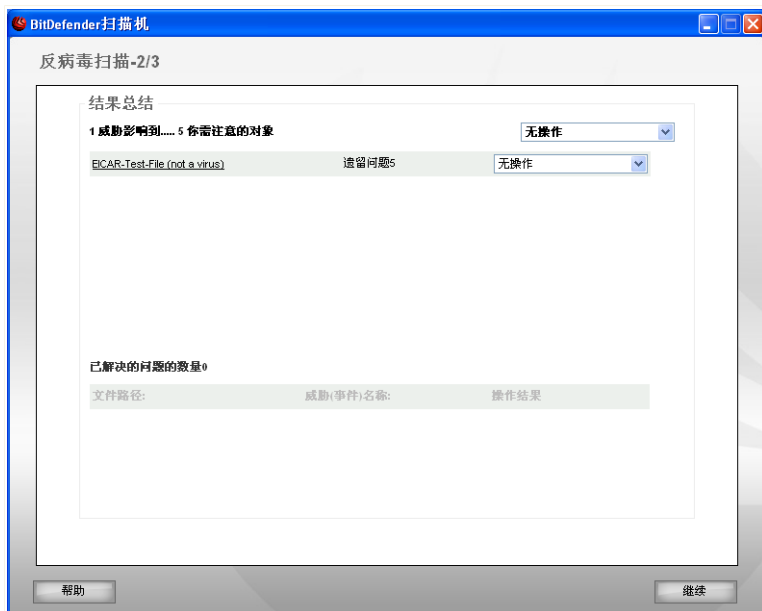 BitDefender扫描机
反病毒扫描-2/3
结果总结
1 威胁影响到..... 5 你需注意的对象 无操作
EICAR-Test-File (not a virus) 遗留问题5 无操作
已解决的问题的数量0
文件路径: 威胁(事件)名称: 操作结果
帮助 继续